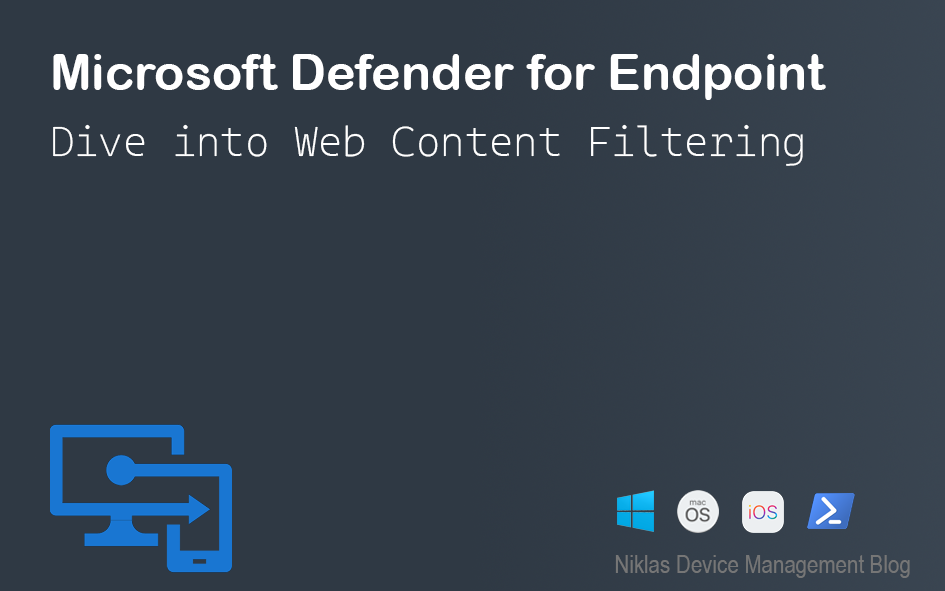 Microsoft Defender for Endpoint
Dive into Web Content Filtering
mac
OS
iOS
Niklas Device Management Blog